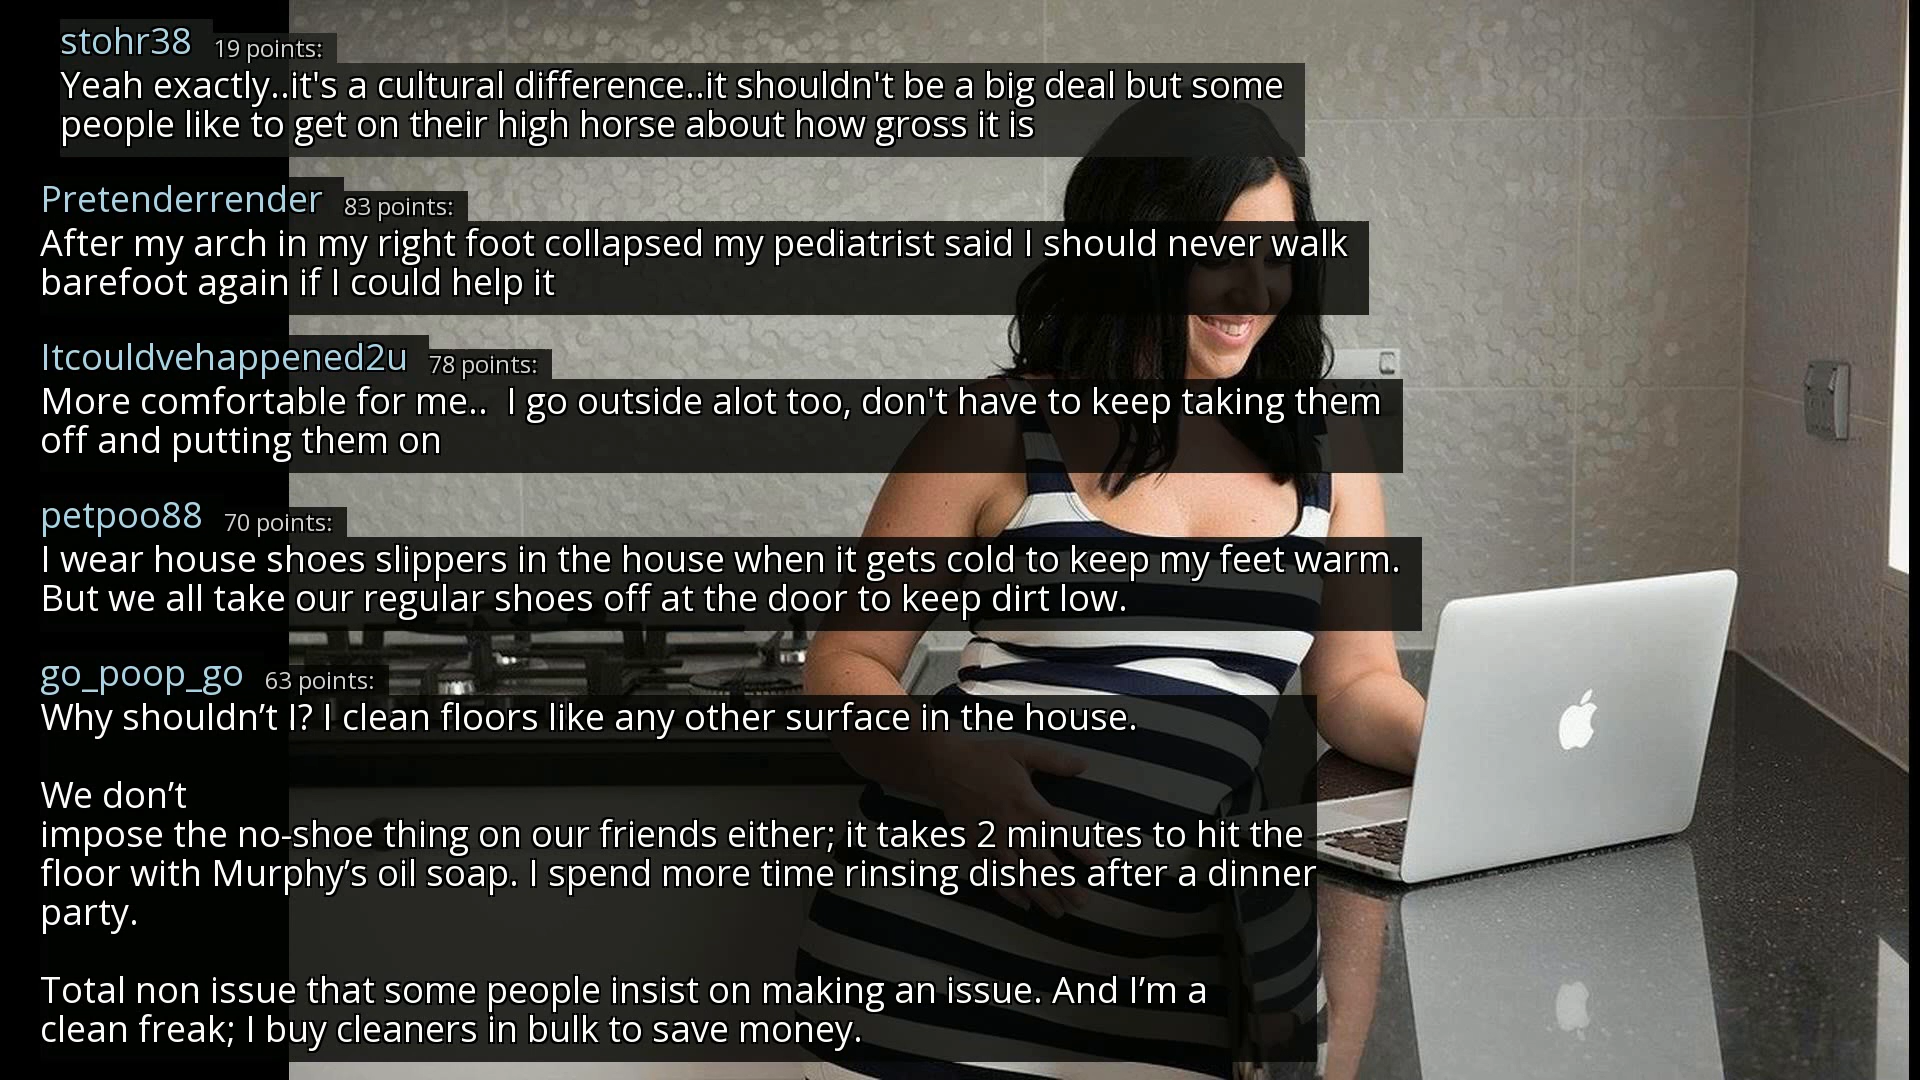 stohr38 19 points:
Yeah exactly..it's a cultural difference..it shouldn't be a big deal but some
people like to get on their high horse about how gross it is
Pretenderrender 83 points:
After my arch in my right foot collapsed my pediatrist said I should never walk
barefoot again if I could help it
Itcouldvehappened2u 78 points:
More comfortable for me..  I go outside alot too, don't have to keep taking them
off and putting them on
petpoo88 70 points:
I wear house shoes slippers in the house when it gets cold to keep my feet warm.
But we all take our regular shoes off at the door to keep dirt low.
go_poop_go 63 points:
Why shouldn’t I? I clean floors like any other surface in the house.
We don’t
impose the no-shoe thing on our friends either; it takes 2 minutes to hit the
floor with Murphy’s oil soap. I spend more time rinsing dishes after a dinner
party.
Total non issue that some people insist on making an issue. And I’m a
clean freak; I buy cleaners in bulk to save money.